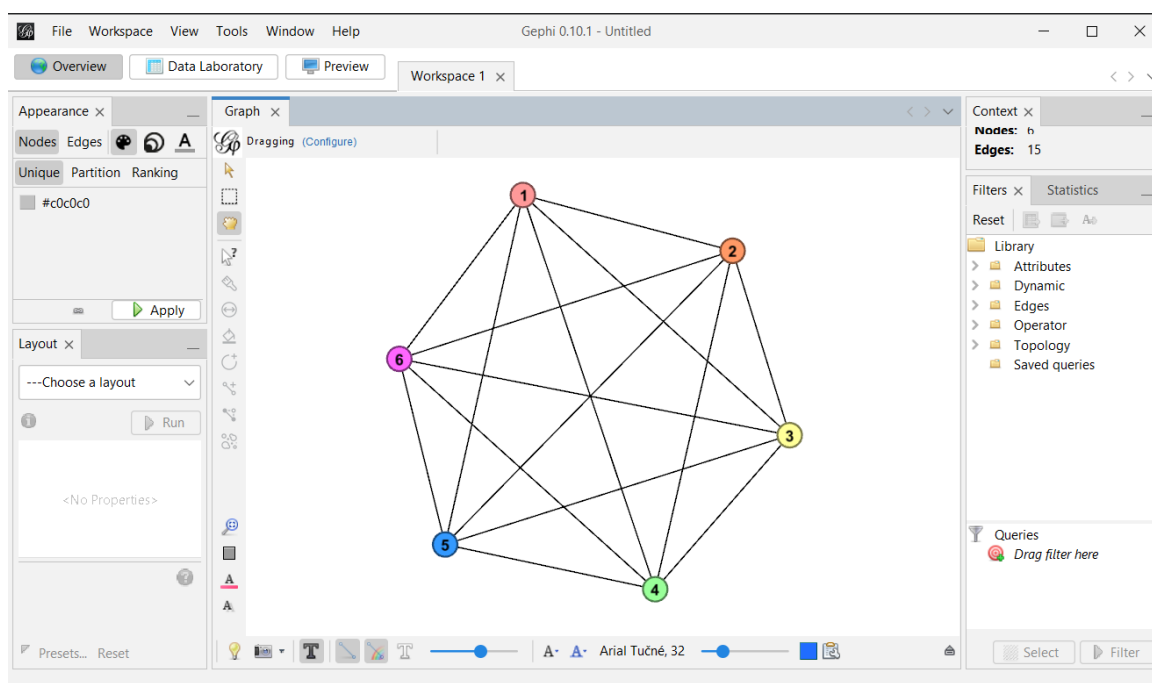 File Workspace View Tools Window Help Gephi 0.10.1 - Untitled
Overview Data Laboratory Preview Workspace 1
Appearance
Nodes Edges A
Unique Partition Ranking
#c0c0c0
Apply
Layout
---Choose a layout
Run
<No Properties>
Presets... Reset
Graph
Dragging (Configure)
1
2
6
3
5
4
A
A
T T A- A- Arial Tučné, 32
Context
Nodes: 6
Edges: 15
Filters Statistics
Reset
Library
Attributes
Dynamic
Edges
Operator
Topology
Saved queries
Queries
Drag filter here
Select Filter